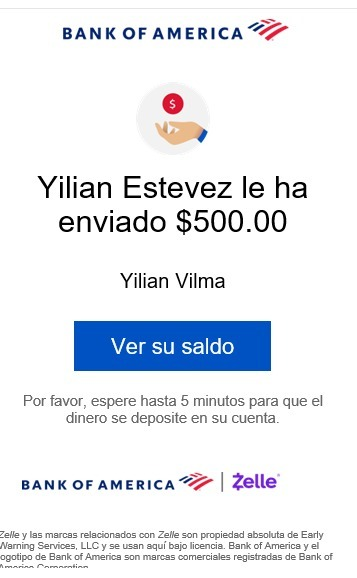 BANK OF AMERICA
$
Yilian Estevez le ha
enviado $500.00
Yilian Vilma
Ver su saldo
Por favor, espere hasta 5 minutos para que el
dinero se deposite en su cuenta.
BANK OF AMERICA | Zelle®
Zelle y las marcas relacionados con Zelle son propiedad absoluta de Early
Warning Services, LLC y se usan aquí bajo licencia. Bank of America y el
logotipo de Bank of America son marcas comerciales registradas de Bank of
America Corporation